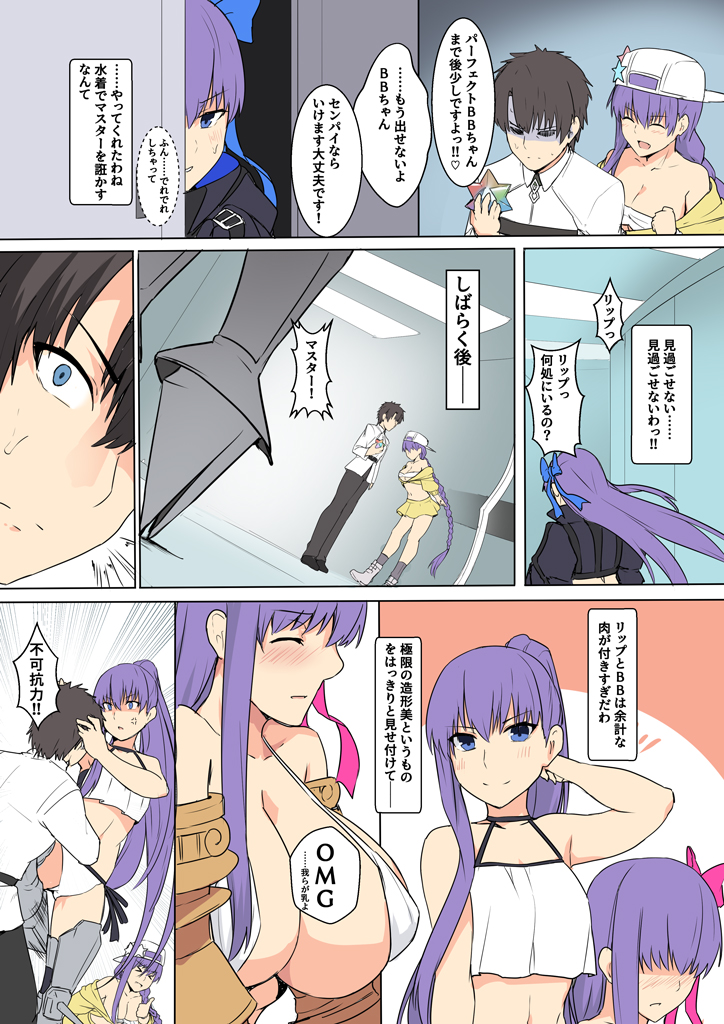 パーフェクトBBちゃん
まで後少しですよっ!!♡
……もう出せないよ
BBちゃん
センパイなら
いけます大丈夫です!
ふん……でれでれ
しちゃって
……やってくれたわね
水着でマスターを誑かす
なんて
リップっ
見過ごせない……
見過ごせないわっ!!
リップっ
何処にいるの?
しばらく後――
マスター!
リップとBBは余計な
肉が付きすぎだわ
極限の造形美というもの
をはっきりと見せ付けて――
OMG
……我らが乳よ
不可抗力!!